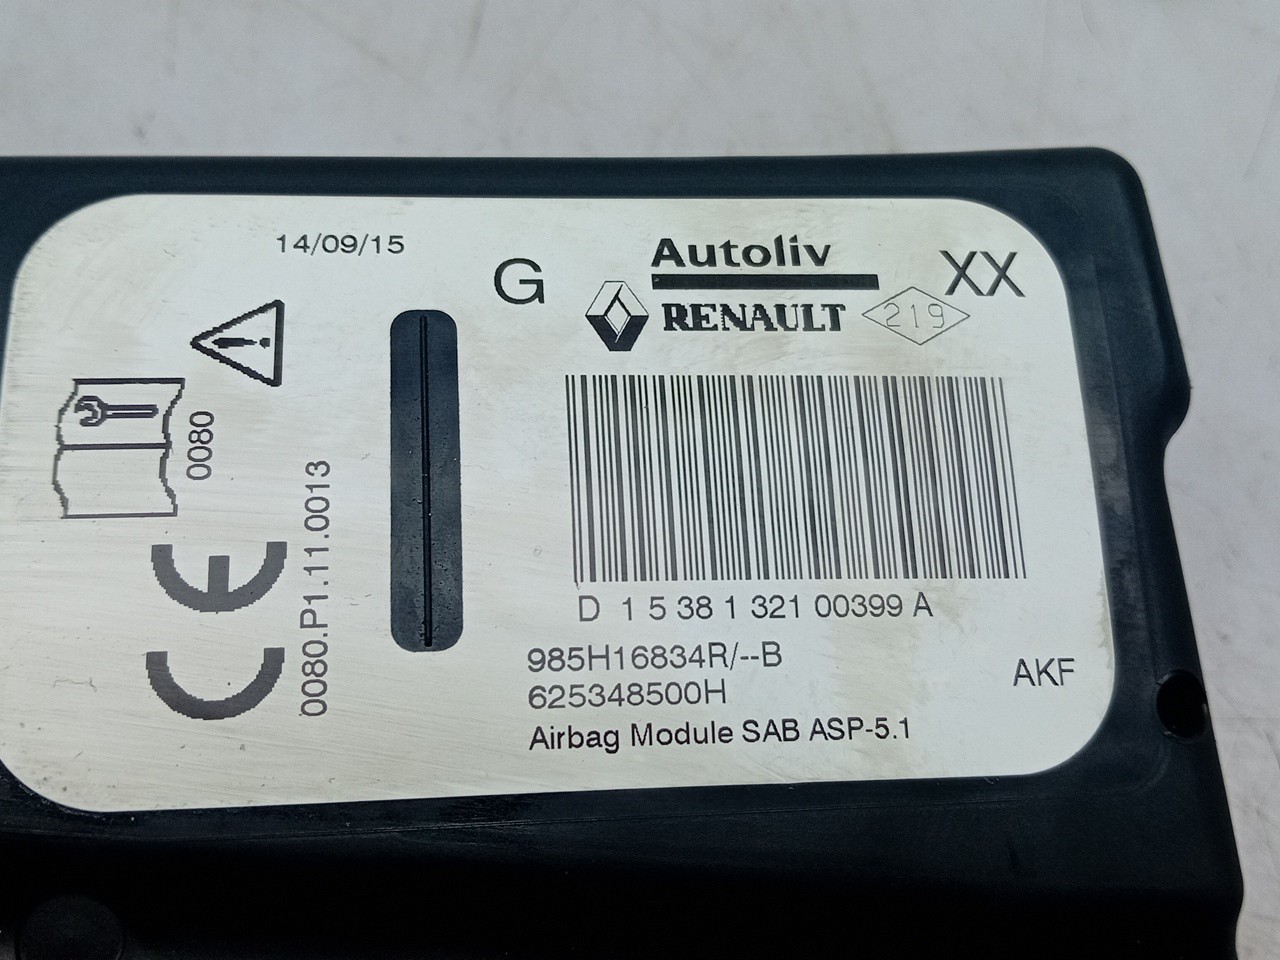 14/09/15
G
Autoliv
XX
RENAULT
219
0080
0080.P1.11.0013
CE
D 1 5 38 1 321 00399 A
985H16834R/--B
625348500H
AKF
Airbag Module SAB ASP-5.1